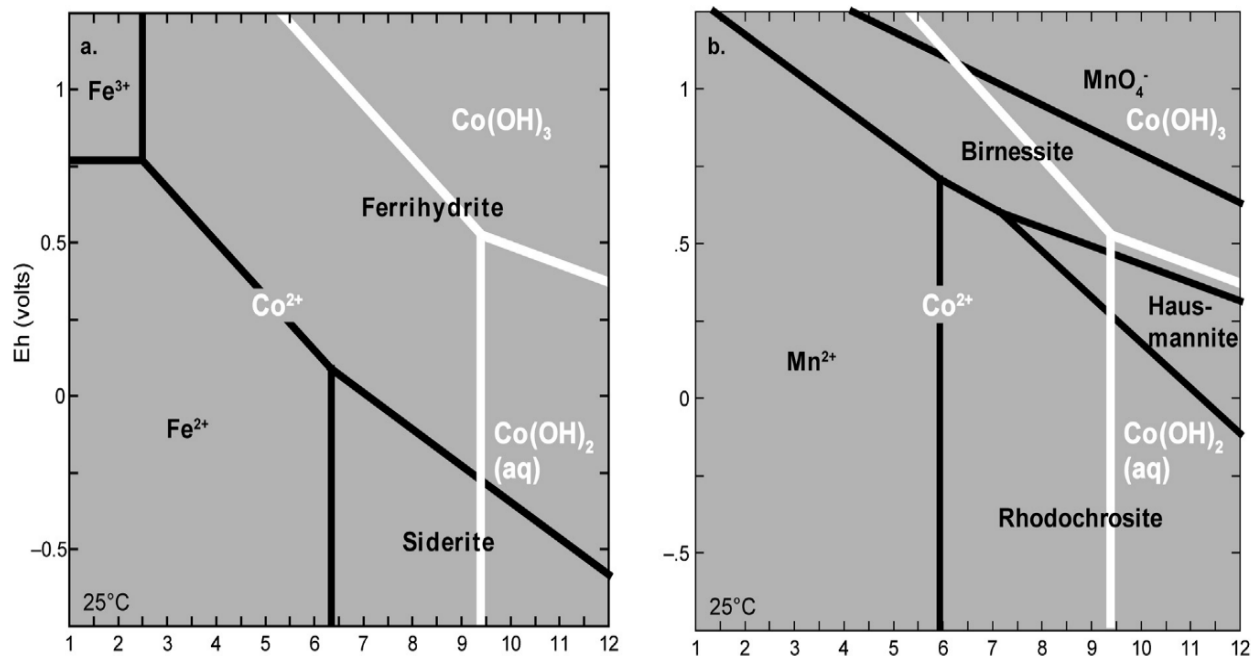 a.
Fe³⁺
1
Co(OH)₃
Ferrihydrite
0.5
Eh (volts)
Co²⁺
0
Fe²⁺
Co(OH)₂
(aq)
Siderite
–0.5
25°C
1 2 3 4 5 6 7 8 9 10 11 12
b.
MnO₄⁻
1
Co(OH)₃
Birnessite
.5
Co²⁺
Haus-
mannite
Mn²⁺
0
Co(OH)₂
(aq)
Rhodochrosite
–.5
25°C
1 2 3 4 5 6 7 8 9 10 11 12